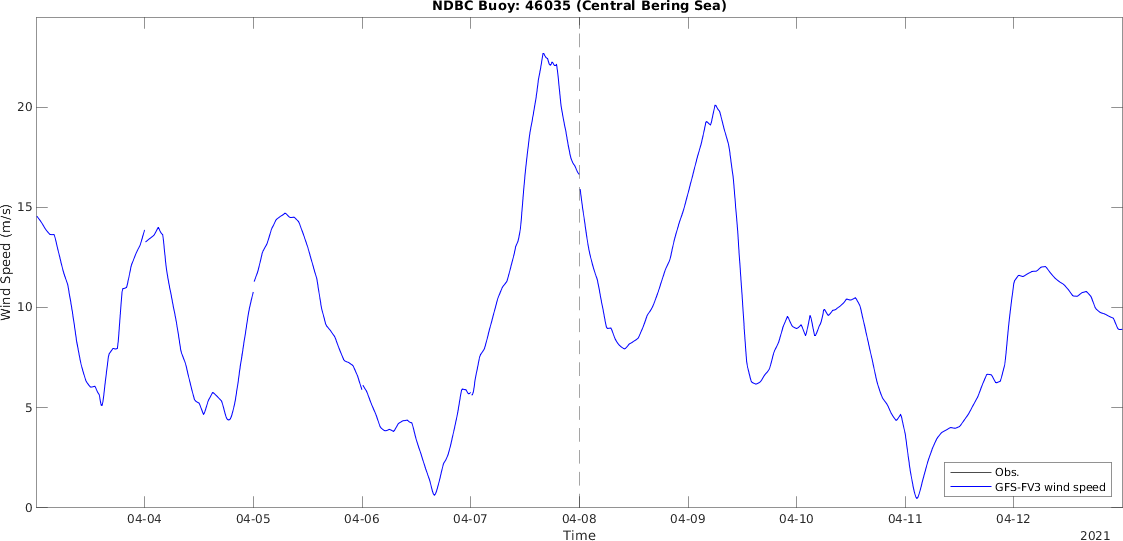 NDBC Buoy: 46035 (Central Bering Sea)
Wind Speed (m/s)
20
15
10
5
0
Obs.
GFS-FV3 wind speed
04-04 04-05 04-06 04-07 04-08 04-09 04-10 04-11 04-12
Time
2021